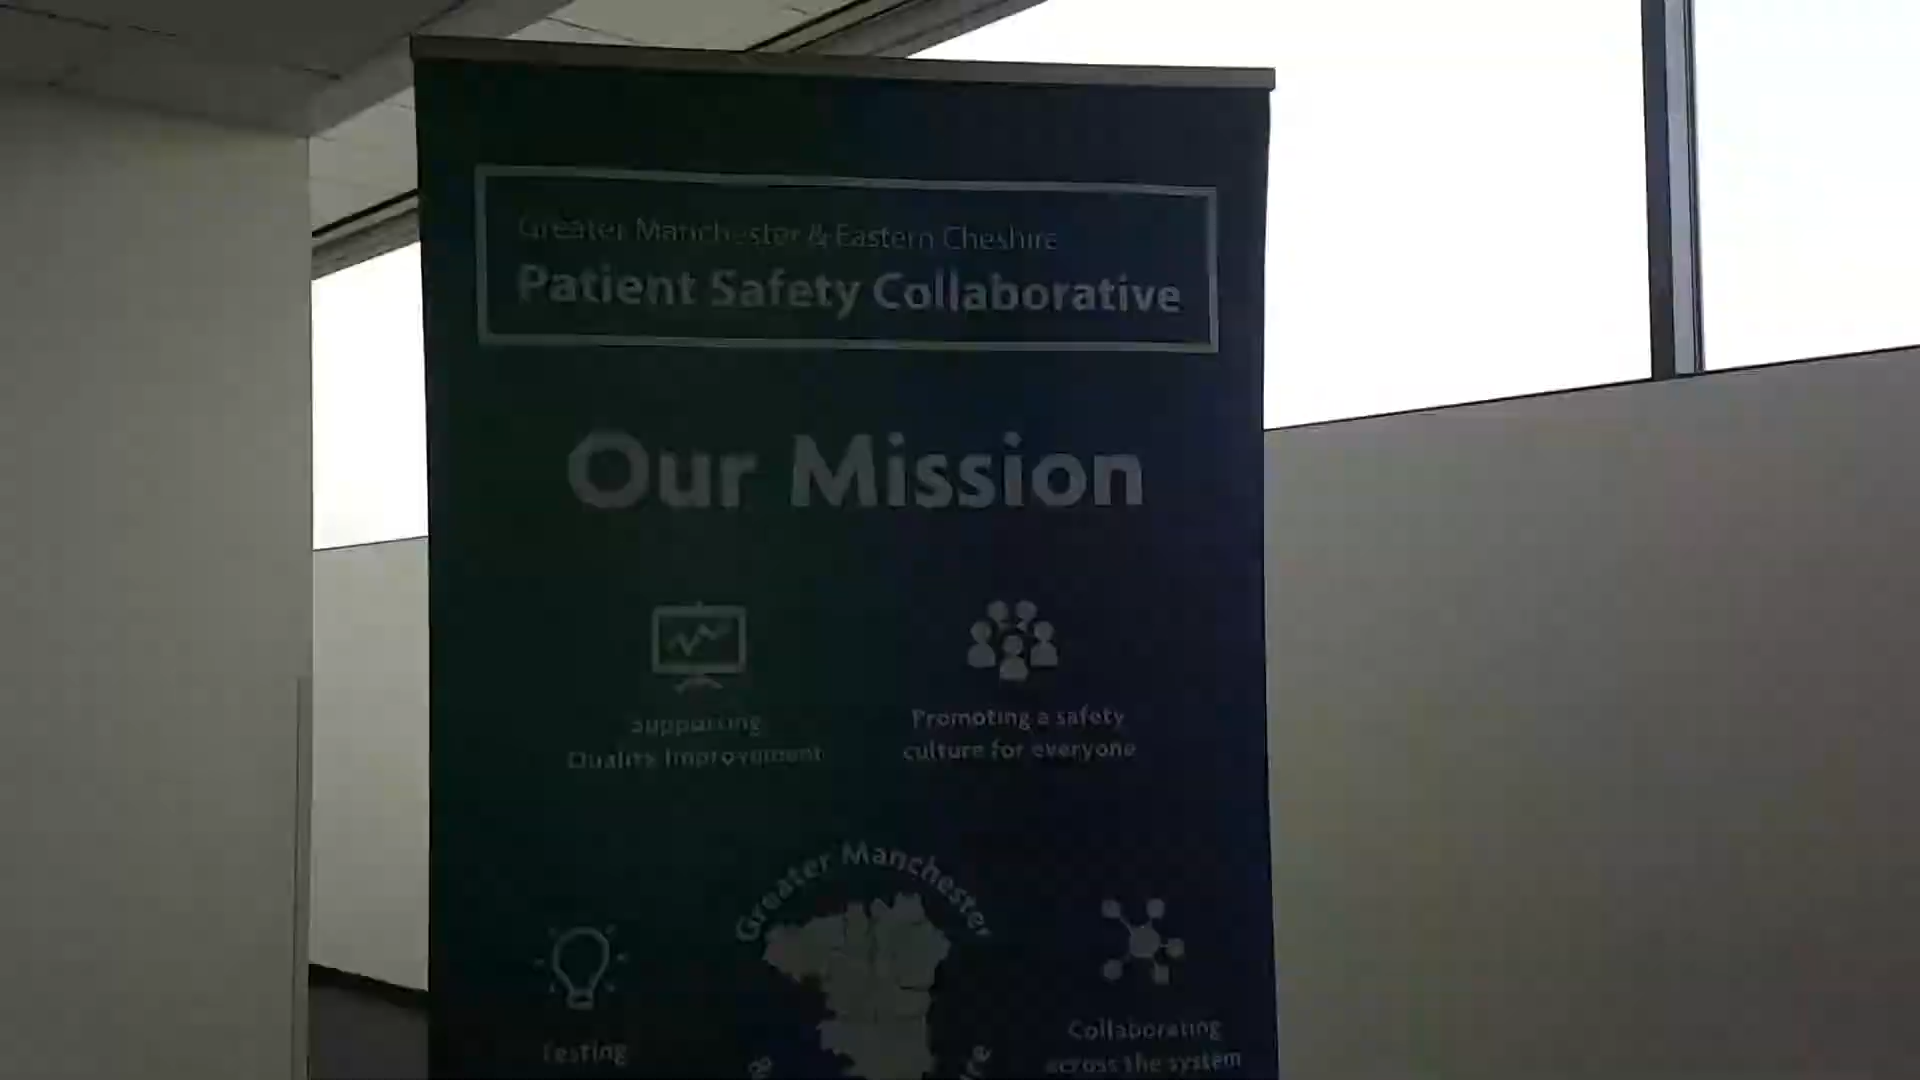 Greater Manchester & Eastern Cheshire
Patient Safety Collaborative
Our Mission
Supporting
Quality Improvement
Promoting a safety
culture for everyone
Greater Manchester
Testing
Collaborating
across the system